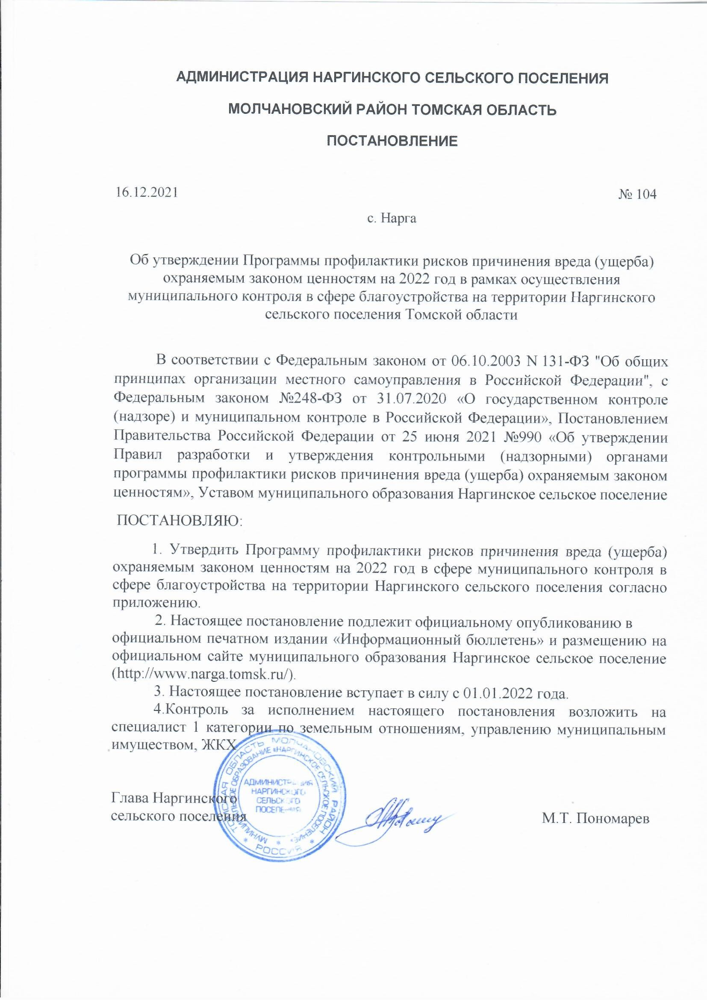 АДМИНИСТРАЦИЯ НАРГИНСКОГО СЕЛЬСКОГО ПОСЕЛЕНИЯ
МОЛЧАНОВСКИЙ РАЙОН ТОМСКАЯ ОБЛАСТЬ
ПОСТАНОВЛЕНИЕ
16.12.2021 № 104
с. Нарга
Об утверждении Программы профилактики рисков причинения вреда (ущерба)
охраняемым законом ценностям на 2022 год в рамках осуществления
муниципального контроля в сфере благоустройства на территории Наргинского
сельского поселения Томской области
В соответствии с Федеральным законом от 06.10.2003 N 131-ФЗ "Об общих
принципах организации местного самоуправления в Российской Федерации", с
Федеральным законом №248-ФЗ от 31.07.2020 «О государственном контроле
(надзоре) и муниципальном контроле в Российской Федерации», Постановлением
Правительства Российской Федерации от 25 июня 2021 №990 «Об утверждении
Правил разработки и утверждения контрольными (надзорными) органами
программы профилактики рисков причинения вреда (ущерба) охраняемым законом
ценностям», Уставом муниципального образования Наргинское сельское поселение
ПОСТАНОВЛЯЮ:
1. Утвердить Программу профилактики рисков причинения вреда (ущерба)
охраняемым законом ценностям на 2022 год в сфере муниципального контроля в
сфере благоустройства на территории Наргинского сельского поселения согласно
приложению.
2. Настоящее постановление подлежит официальному опубликованию в
официальном печатном издании «Информационный бюллетень» и размещению на
официальном сайте муниципального образования Наргинское сельское поселение
(http://www.narga.tomsk.ru/).
3. Настоящее постановление вступает в силу с 01.01.2022 года.
4.Контроль за исполнением настоящего постановления возложить на
специалист 1 категории по земельным отношениям, управлению муниципальным
имуществом, ЖКХ
Глава Наргинского
сельского поселения М.Т. Пономарев
ТОМСКАЯ ОБЛАСТЬ МОЛЧАНОВСКИЙ РАЙОН
* РОССИЯ *
МУНИЦИПАЛЬНОЕ ОБРАЗОВАНИЕ «НАРГИНСКОЕ СЕЛЬСКОЕ ПОСЕЛЕНИЕ» *
АДМИНИСТРАЦИЯ
НАРГИНСКОГО
СЕЛЬСКОГО
ПОСЕЛЕНИЯ